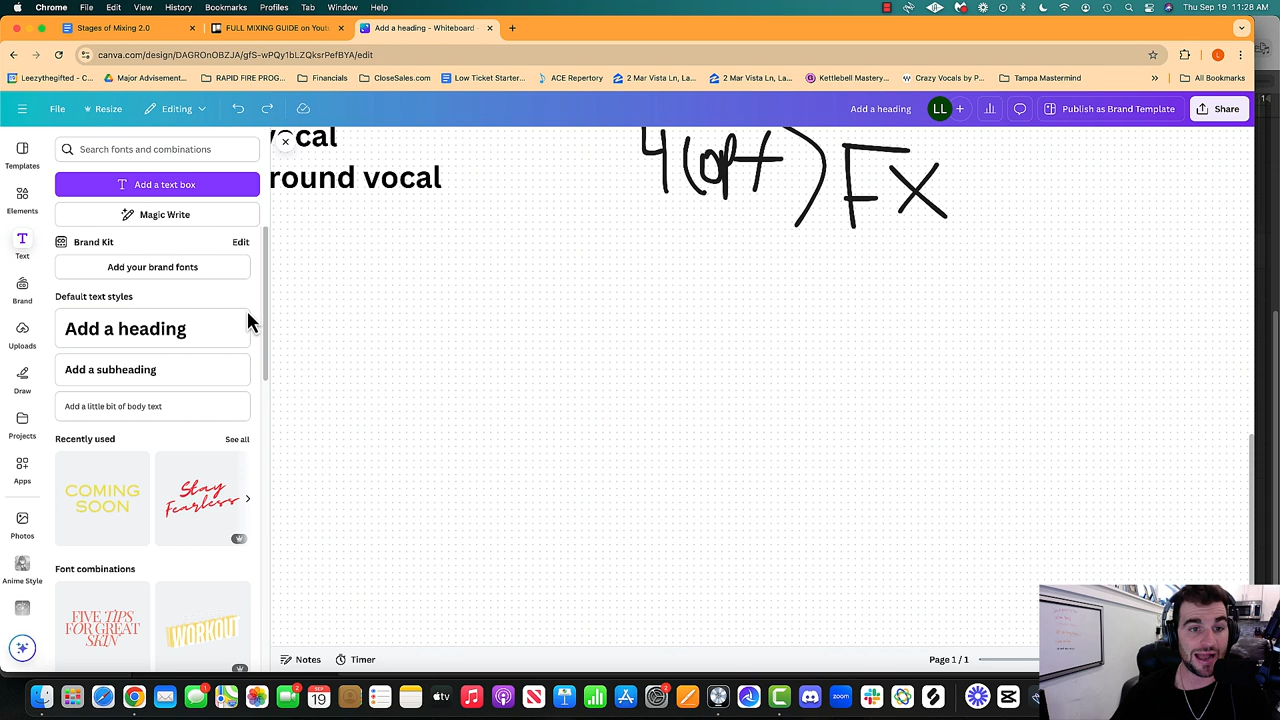 Chrome File Edit View History Bookmarks Profiles Tab Window Help
Thu Sep 19 11:28 AM
Stages of Mixing 2.0
FULL MIXING GUIDE on Yout
Add a heading - Whiteboard -
canva.com/design/DAGROnOBZJA/gfS-wPQy1bLZQksrPefBYA/edit
Leezythegifted - C...
Major Advisement...
RAPID FIRE PROG...
Financials
CloseSales.com
Low Ticket Starter...
ACE Repertory
2 Mar Vista Ln, La...
2 Mar Vista Ln, La...
Kettlebell Mastery...
Crazy Vocals by P...
Tampa Mastermind
All Bookmarks
File
Resize
Editing
Add a heading
LL
Publish as Brand Template
Share
Templates
Elements
Text
Brand
Uploads
Draw
Projects
Apps
Photos
Anime Style
Search fonts and combinations
Add a text box
Magic Write
Brand Kit
Edit
Add your brand fonts
Default text styles
Add a heading
Add a subheading
Add a little bit of body text
Recently used
See all
COMING
SOON
Stay
Fearless
Font combinations
FIVE TIPS
FOR GREAT
SKIN
WORKOUT
vocal
round vocal
4 (opt) FX
Notes
Timer
Page 1 / 1
SEP
19
tv
zoom